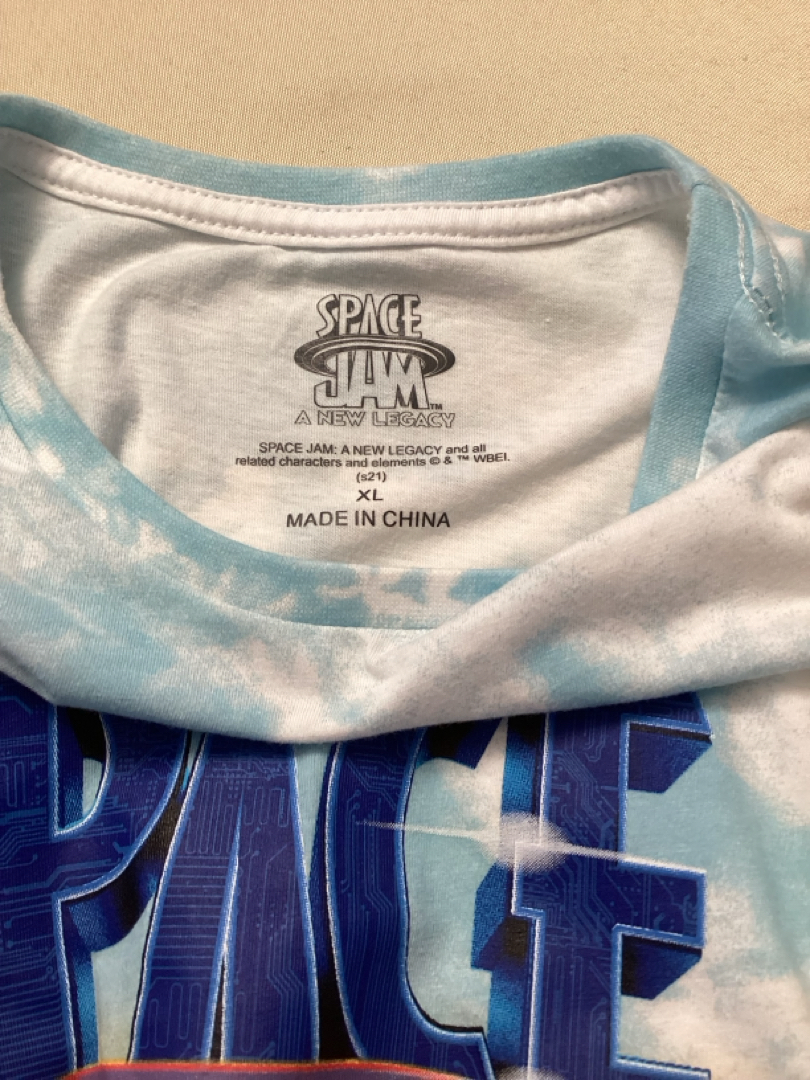 SPACE
JAM™
A NEW LEGACY
SPACE JAM: A NEW LEGACY and all
related characters and elements © & ™ WBEI.
(s21)
XL
MADE IN CHINA
PACE